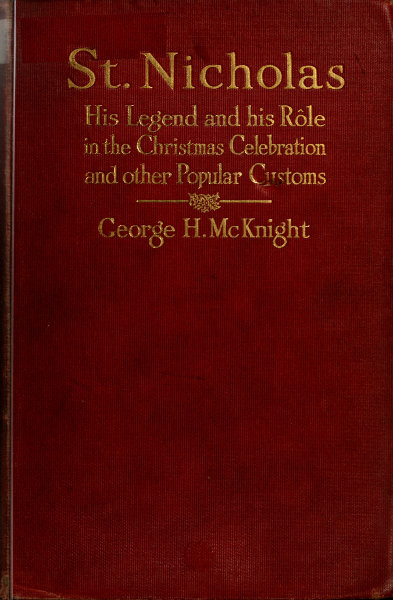 St. Nicholas
His Legend and his Rôle
in the Christmas Celebration
and other Popular Customs
George H. McKnight